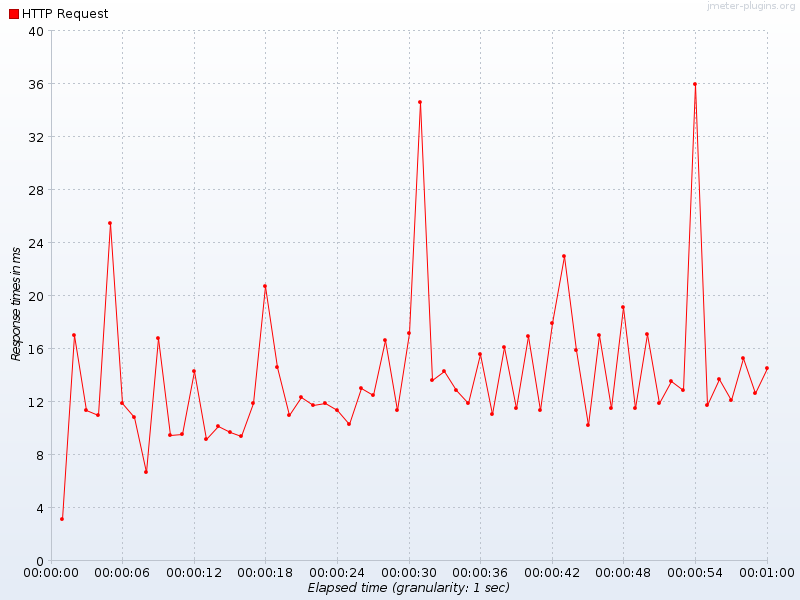 jmeter-plugins.org
HTTP Request
40
36
32
28
24
20
16
12
8
4
0
Response times in ms
00:00:00 00:00:06 00:00:12 00:00:18 00:00:24 00:00:30 00:00:36 00:00:42 00:00:48 00:00:54 00:01:00
Elapsed time (granularity: 1 sec)